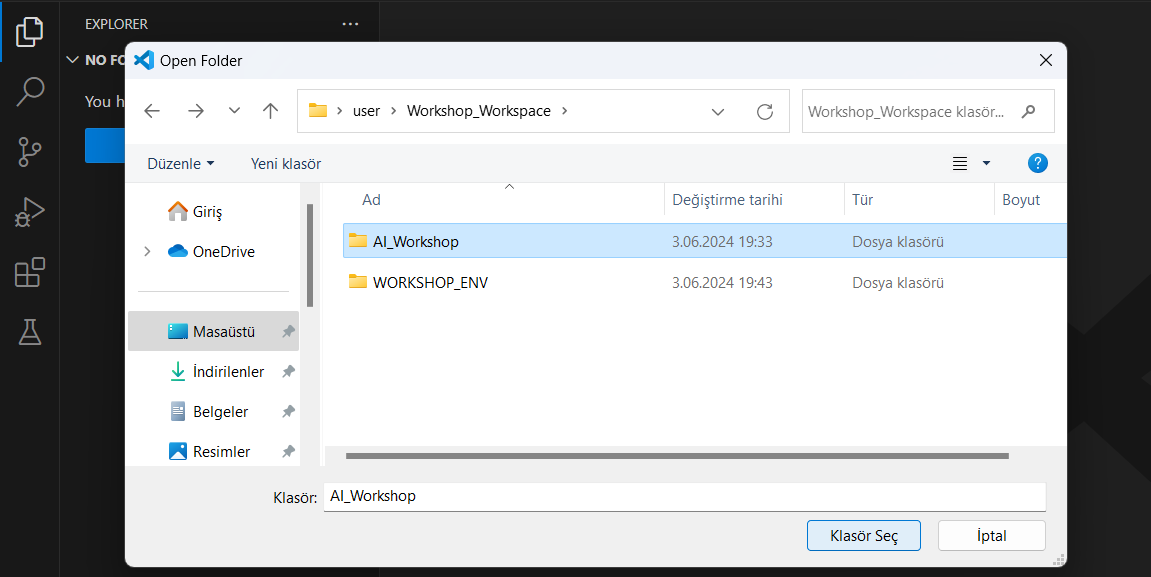 EXPLORER
NO FO
Open Folder
You h
user
Workshop_Workspace
Workshop_Workspace klasör...
Düzenle
Yeni klasör
?
Giriş
OneDrive
Masaüstü
İndirilenler
Belgeler
Resimler
Ad Değiştirme tarihi Tür Boyut
AI_Workshop 3.06.2024 19:33 Dosya klasörü
WORKSHOP_ENV 3.06.2024 19:43 Dosya klasörü
Klasör: AI_Workshop
Klasör Seç
İptal